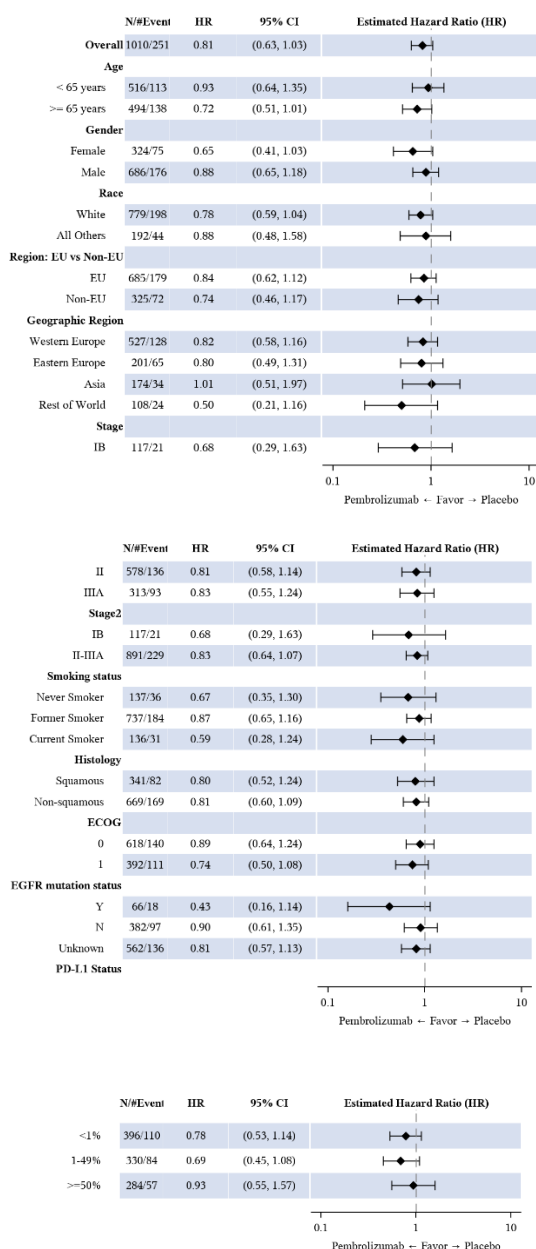 N/#Event HR 95% CI Estimated Hazard Ratio (HR)
Overall 1010/251 0.81 (0.63, 1.03)
Age
< 65 years 516/113 0.93 (0.64, 1.35)
>= 65 years 494/138 0.72 (0.51, 1.01)
Gender
Female 324/75 0.65 (0.41, 1.03)
Male 686/176 0.88 (0.65, 1.18)
Race
White 779/198 0.78 (0.59, 1.04)
All Others 192/44 0.88 (0.48, 1.58)
Region: EU vs Non-EU
EU 685/179 0.84 (0.62, 1.12)
Non-EU 325/72 0.74 (0.46, 1.17)
Geographic Region
Western Europe 527/128 0.82 (0.58, 1.16)
Eastern Europe 201/65 0.80 (0.49, 1.31)
Asia 174/34 1.01 (0.51, 1.97)
Rest of World 108/24 0.50 (0.21, 1.16)
Stage
IB 117/21 0.68 (0.29, 1.63)
0.1 1 10
Pembrolizumab ← Favor → Placebo
N/#Event HR 95% CI Estimated Hazard Ratio (HR)
II 578/136 0.81 (0.58, 1.14)
IIIA 313/93 0.83 (0.55, 1.24)
Stage2
IB 117/21 0.68 (0.29, 1.63)
II-IIIA 891/229 0.83 (0.64, 1.07)
Smoking status
Never Smoker 137/36 0.67 (0.35, 1.30)
Former Smoker 737/184 0.87 (0.65, 1.16)
Current Smoker 136/31 0.59 (0.28, 1.24)
Histology
Squamous 341/82 0.80 (0.52, 1.24)
Non-squamous 669/169 0.81 (0.60, 1.09)
ECOG
0 618/140 0.89 (0.64, 1.24)
1 392/111 0.74 (0.50, 1.08)
EGFR mutation status
Y 66/18 0.43 (0.16, 1.14)
N 382/97 0.90 (0.61, 1.35)
Unknown 562/136 0.81 (0.57, 1.13)
PD-L1 Status
0.1 1 10
Pembrolizumab ← Favor → Placebo
N/#Event HR 95% CI Estimated Hazard Ratio (HR)
<1% 396/110 0.78 (0.53, 1.14)
1-49% 330/84 0.69 (0.45, 1.08)
>=50% 284/57 0.93 (0.55, 1.57)
0.1 1 10
Pembrolizumab ← Favor → Placebo